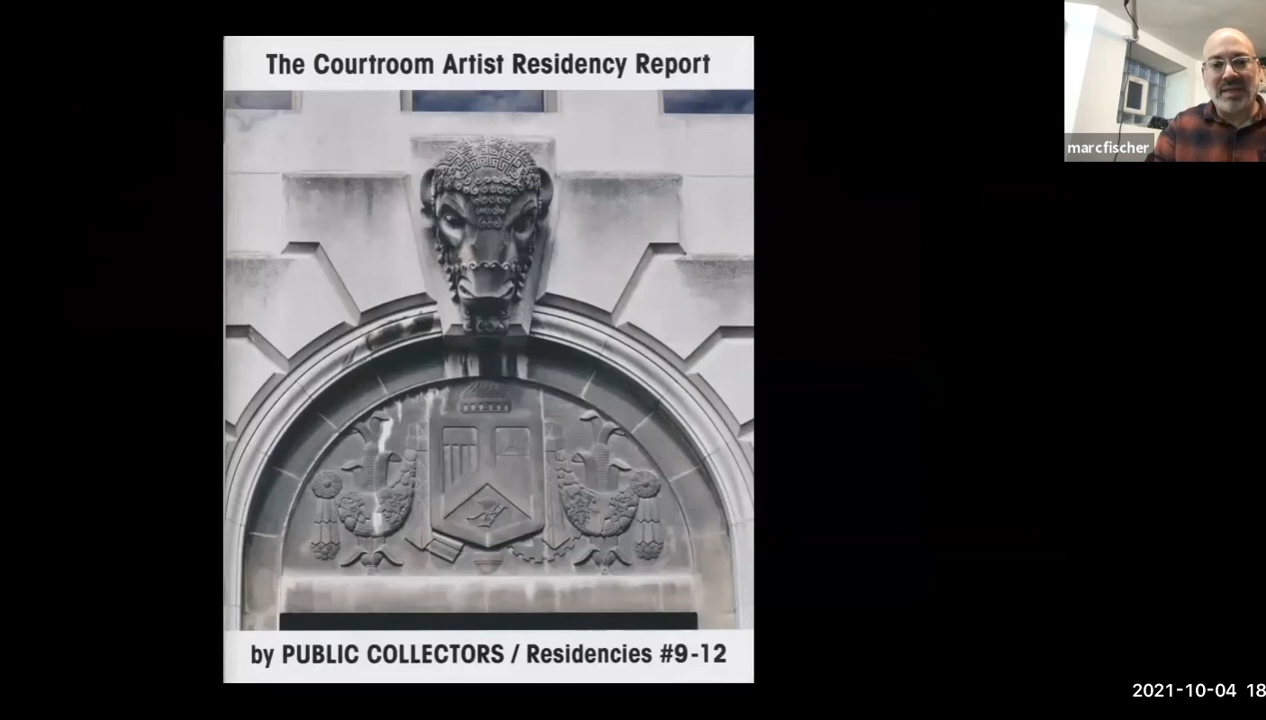 The Courtroom Artist Residency Report
marcfischer
by PUBLIC COLLECTORS / Residencies #9-12
2021-10-04 18